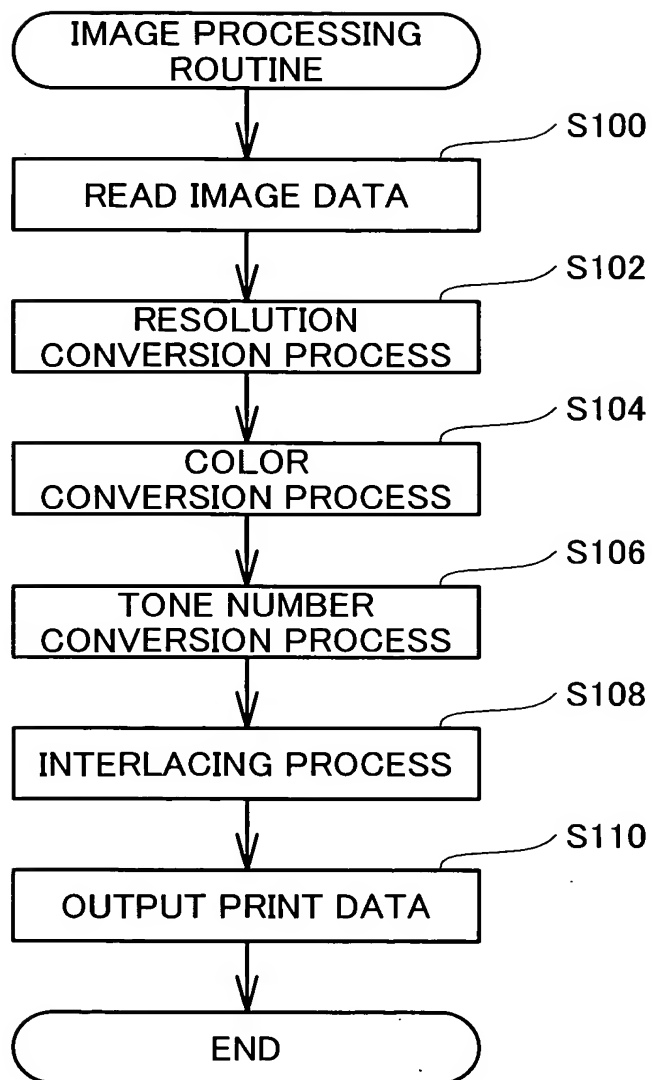 IMAGE PROCESSING
ROUTINE
S100
READ IMAGE DATA
S102
RESOLUTION
CONVERSION PROCESS
S104
COLOR
CONVERSION PROCESS
S106
TONE NUMBER
CONVERSION PROCESS
S108
INTERLACING PROCESS
S110
OUTPUT PRINT DATA
END